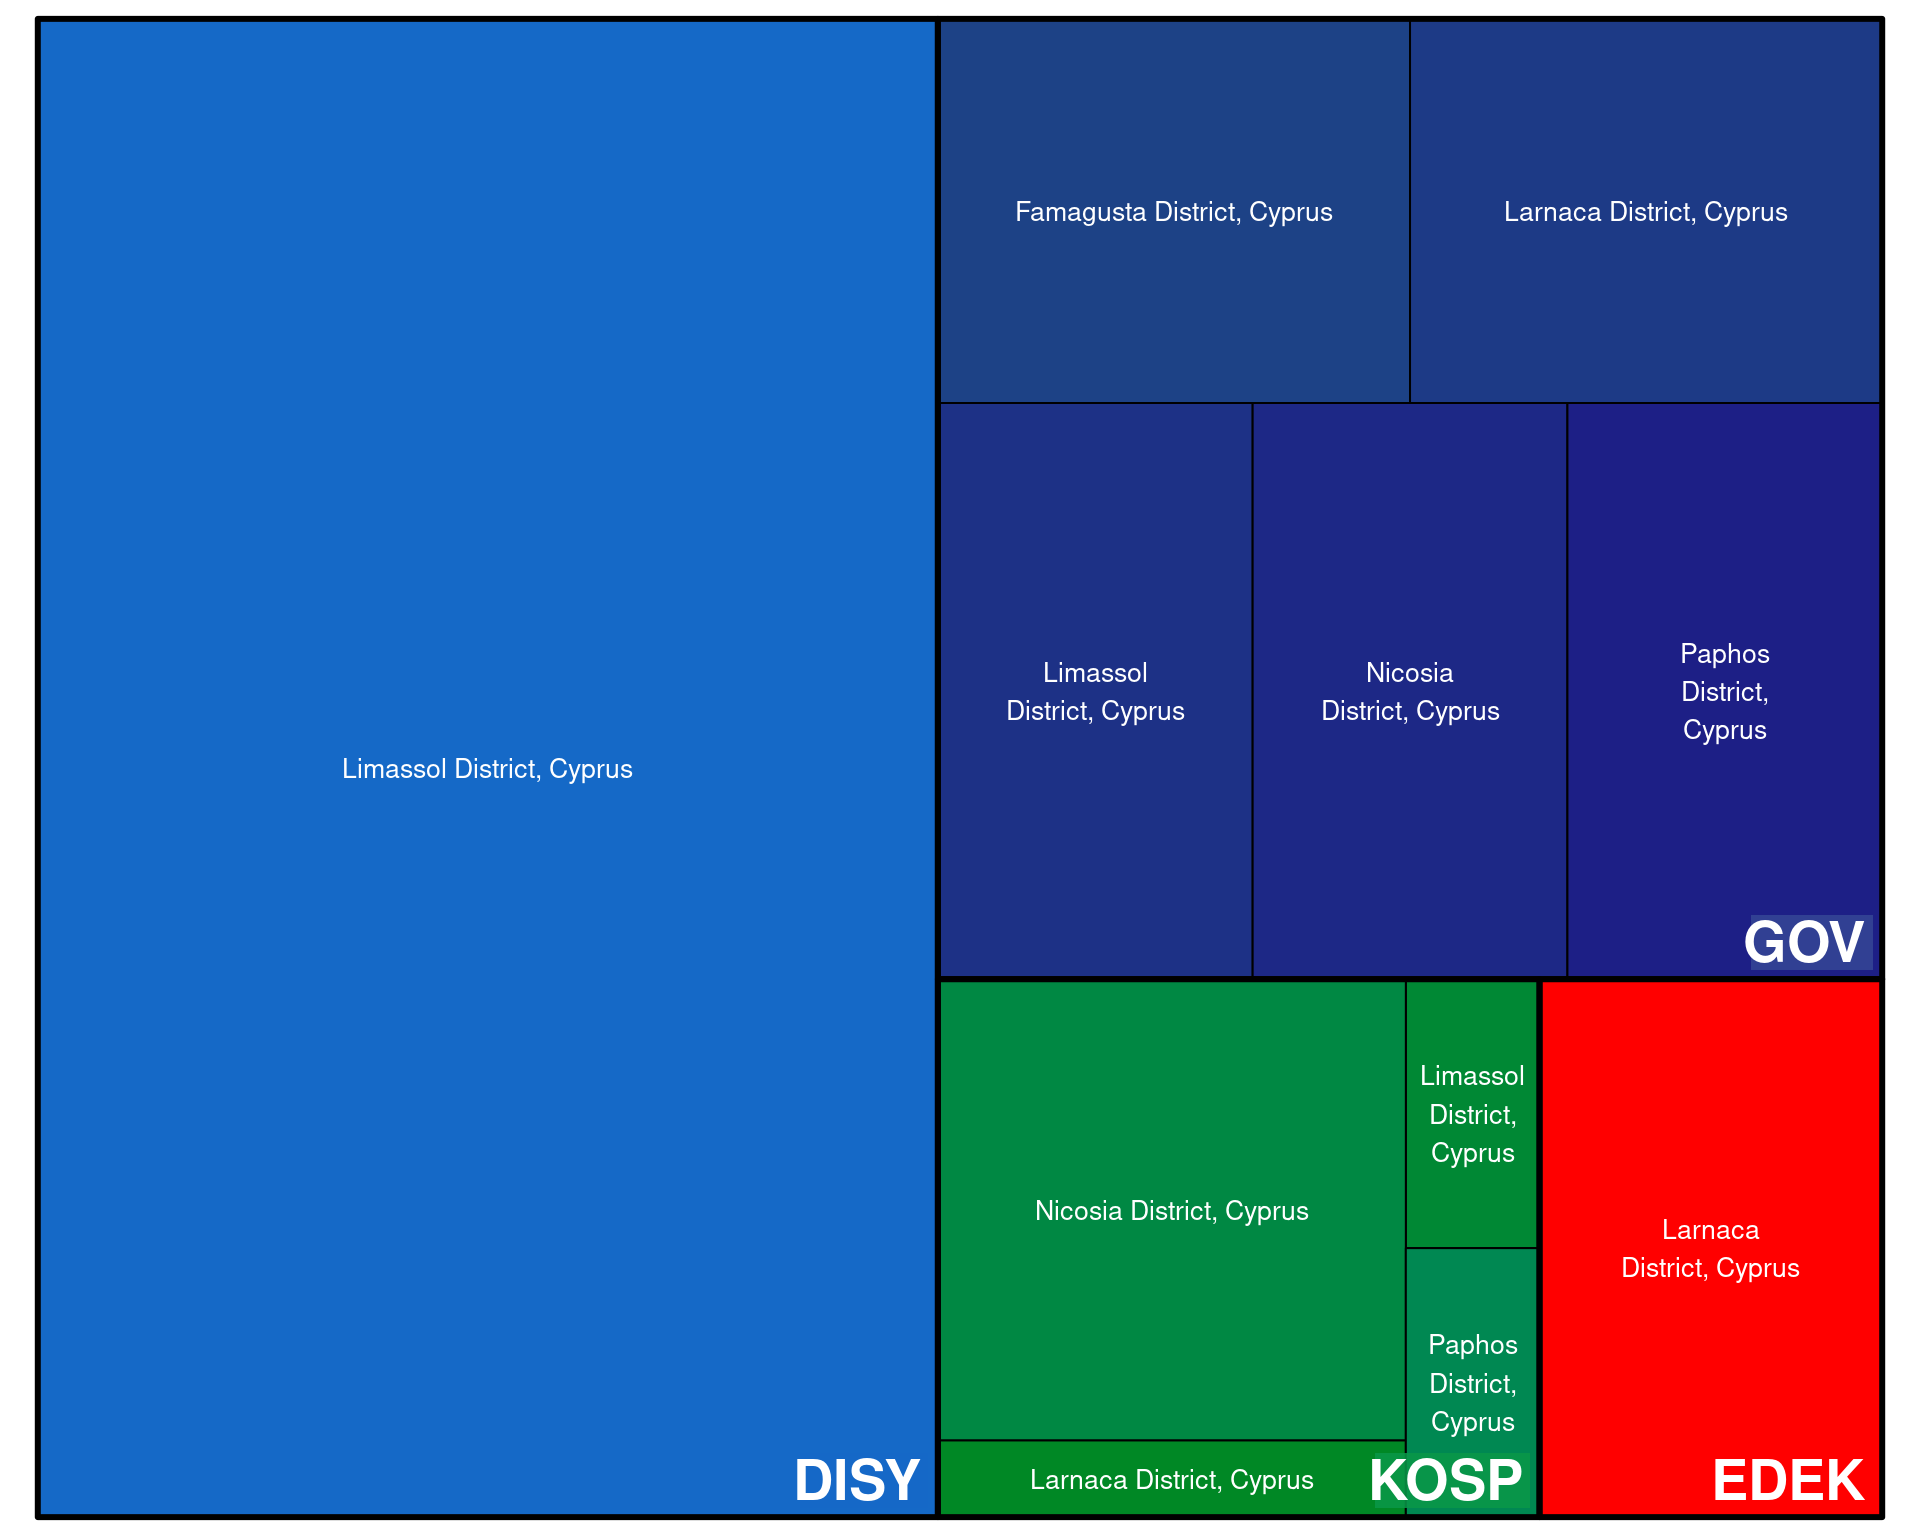 Limassol District, Cyprus
DISY
Famagusta District, Cyprus
Larnaca District, Cyprus
Limassol
District, Cyprus
Nicosia
District, Cyprus
Paphos
District,
Cyprus
GOV
Nicosia District, Cyprus
Limassol
District,
Cyprus
Paphos
District,
Cyprus
Larnaca District, Cyprus
KOSP
Larnaca
District, Cyprus
EDEK